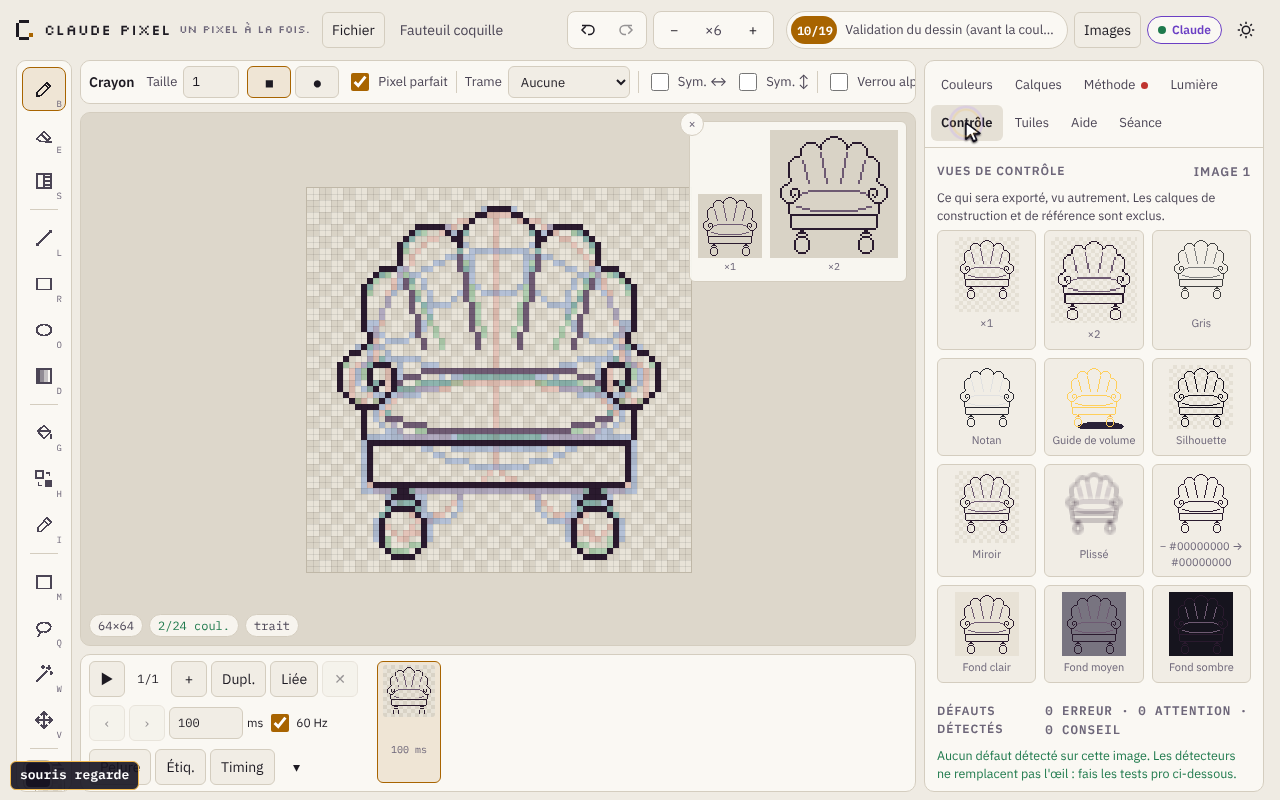 CLAUDE PIXEL UN PIXEL À LA FOIS. Fichier Fauteuil coquille − ×6 + 10/19 Validation du dessin (avant la coul… Images Claude
Crayon Taille 1 Pixel parfait Trame Aucune Sym. ↔ Sym. ↕ Verrou alp
B
E
S
L
R
O
D
G
H
I
M
Q
W
V
×
×1
×2
64×64 2/24 coul. trait
1/1 + Dupl. Liée ✕
‹ › 100 ms 60 Hz
Étiq. Timing ▼
100 ms
souris regarde
Couleurs Calques Méthode Lumière
Contrôle Tuiles Aide Séance
VUES DE CONTRÔLE IMAGE 1
Ce qui sera exporté, vu autrement. Les calques de
construction et de référence sont exclus.
×1
×2
Gris
Notan
Guide de volume
Silhouette
Miroir
Plissé
− #00000000 →
#00000000
Fond clair
Fond moyen
Fond sombre
DÉFAUTS
DÉTECTÉS
0 ERREUR · 0 ATTENTION ·
0 CONSEIL
Aucun défaut détecté sur cette image. Les détecteurs
ne remplacent pas l'œil : fais les tests pro ci-dessous.